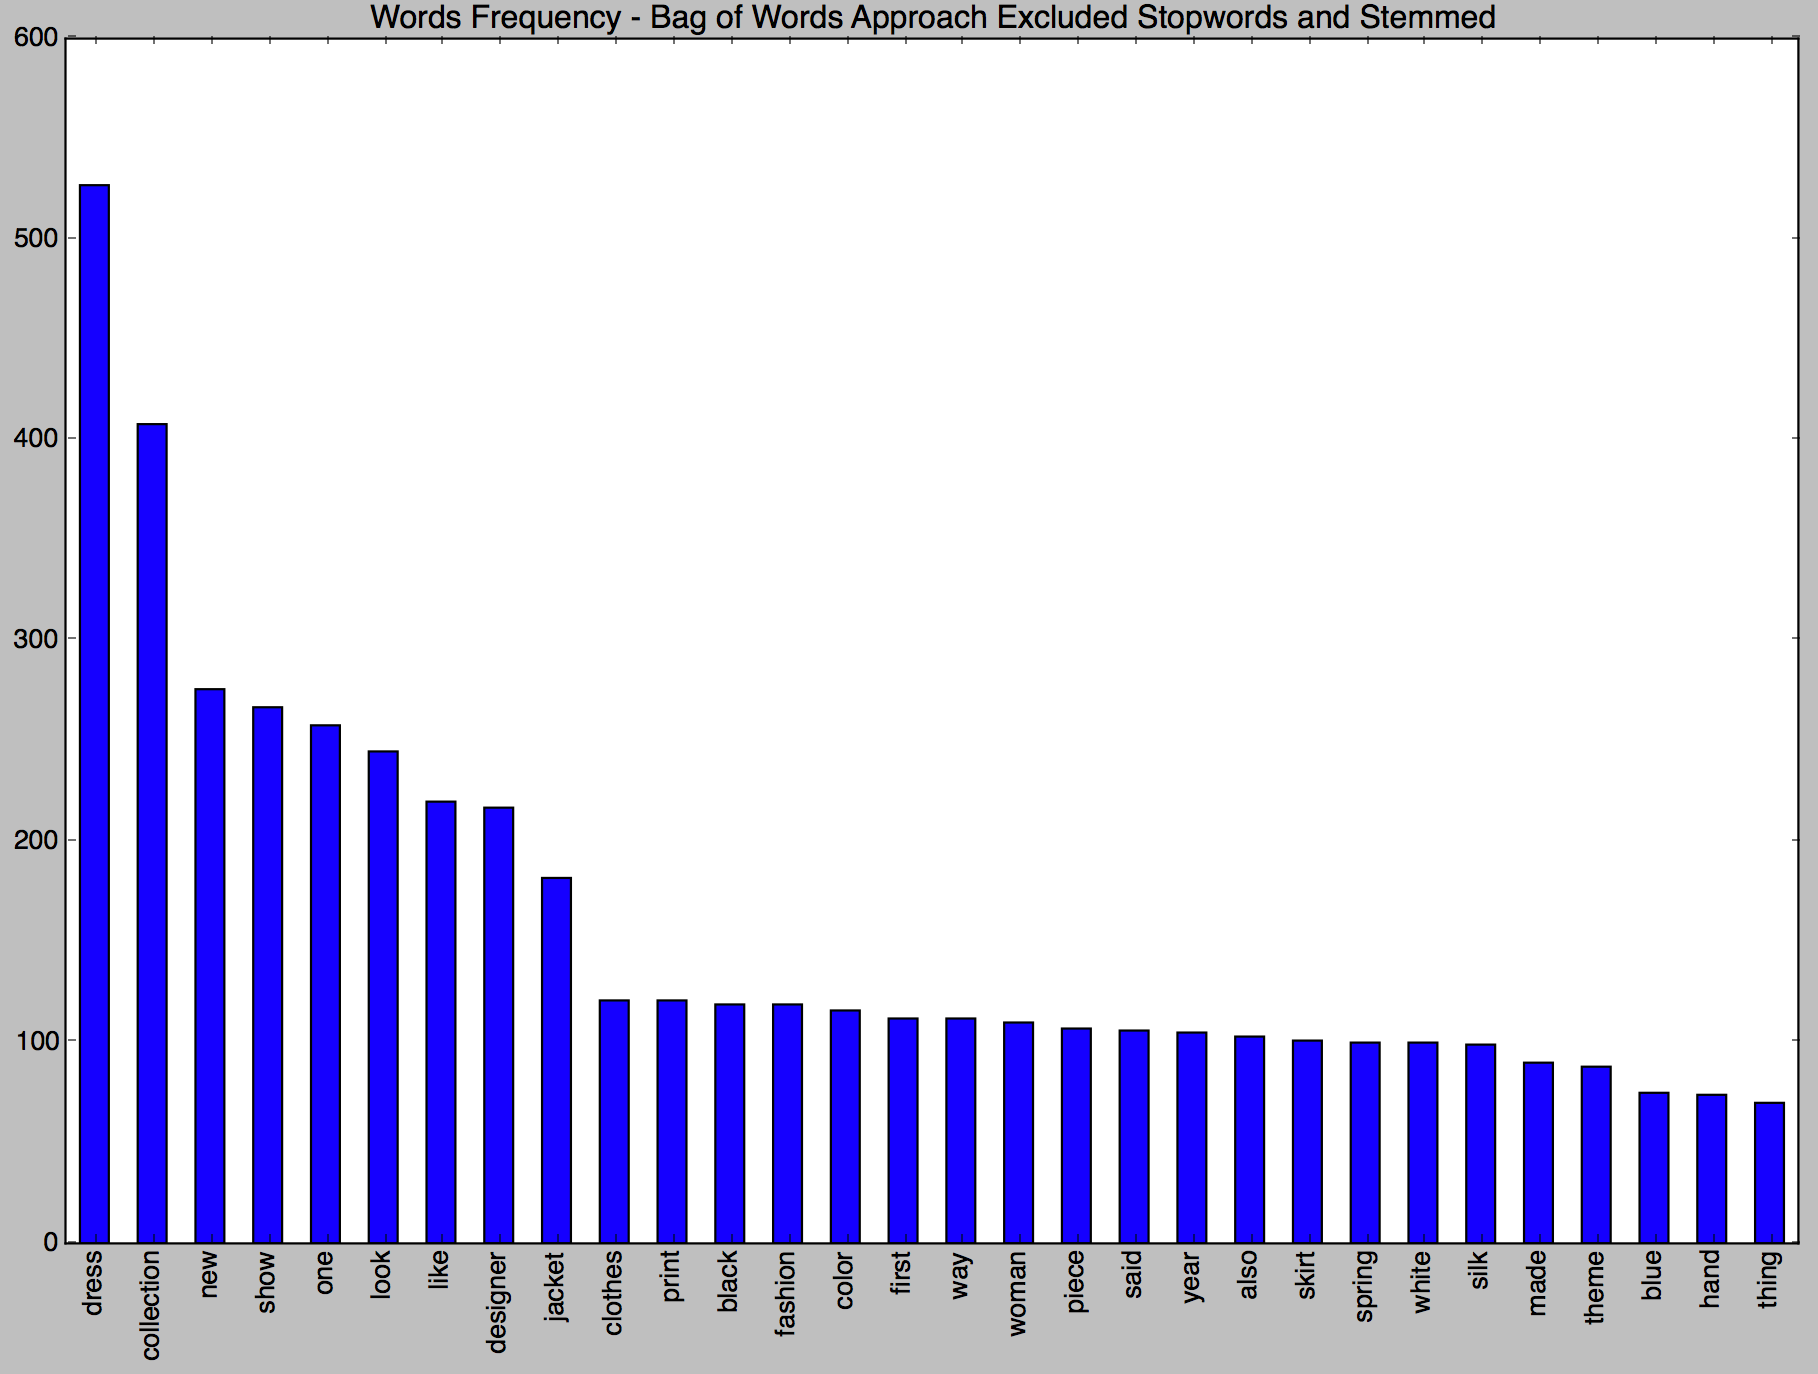 Words Frequency - Bag of Words Approach Excluded Stopwords and Stemmed
600
500
400
300
200
100
0
dress
collection
new
show
one
look
like
designer
jacket
clothes
print
black
fashion
color
first
way
woman
piece
said
year
also
skirt
spring
white
silk
made
theme
blue
hand
thing